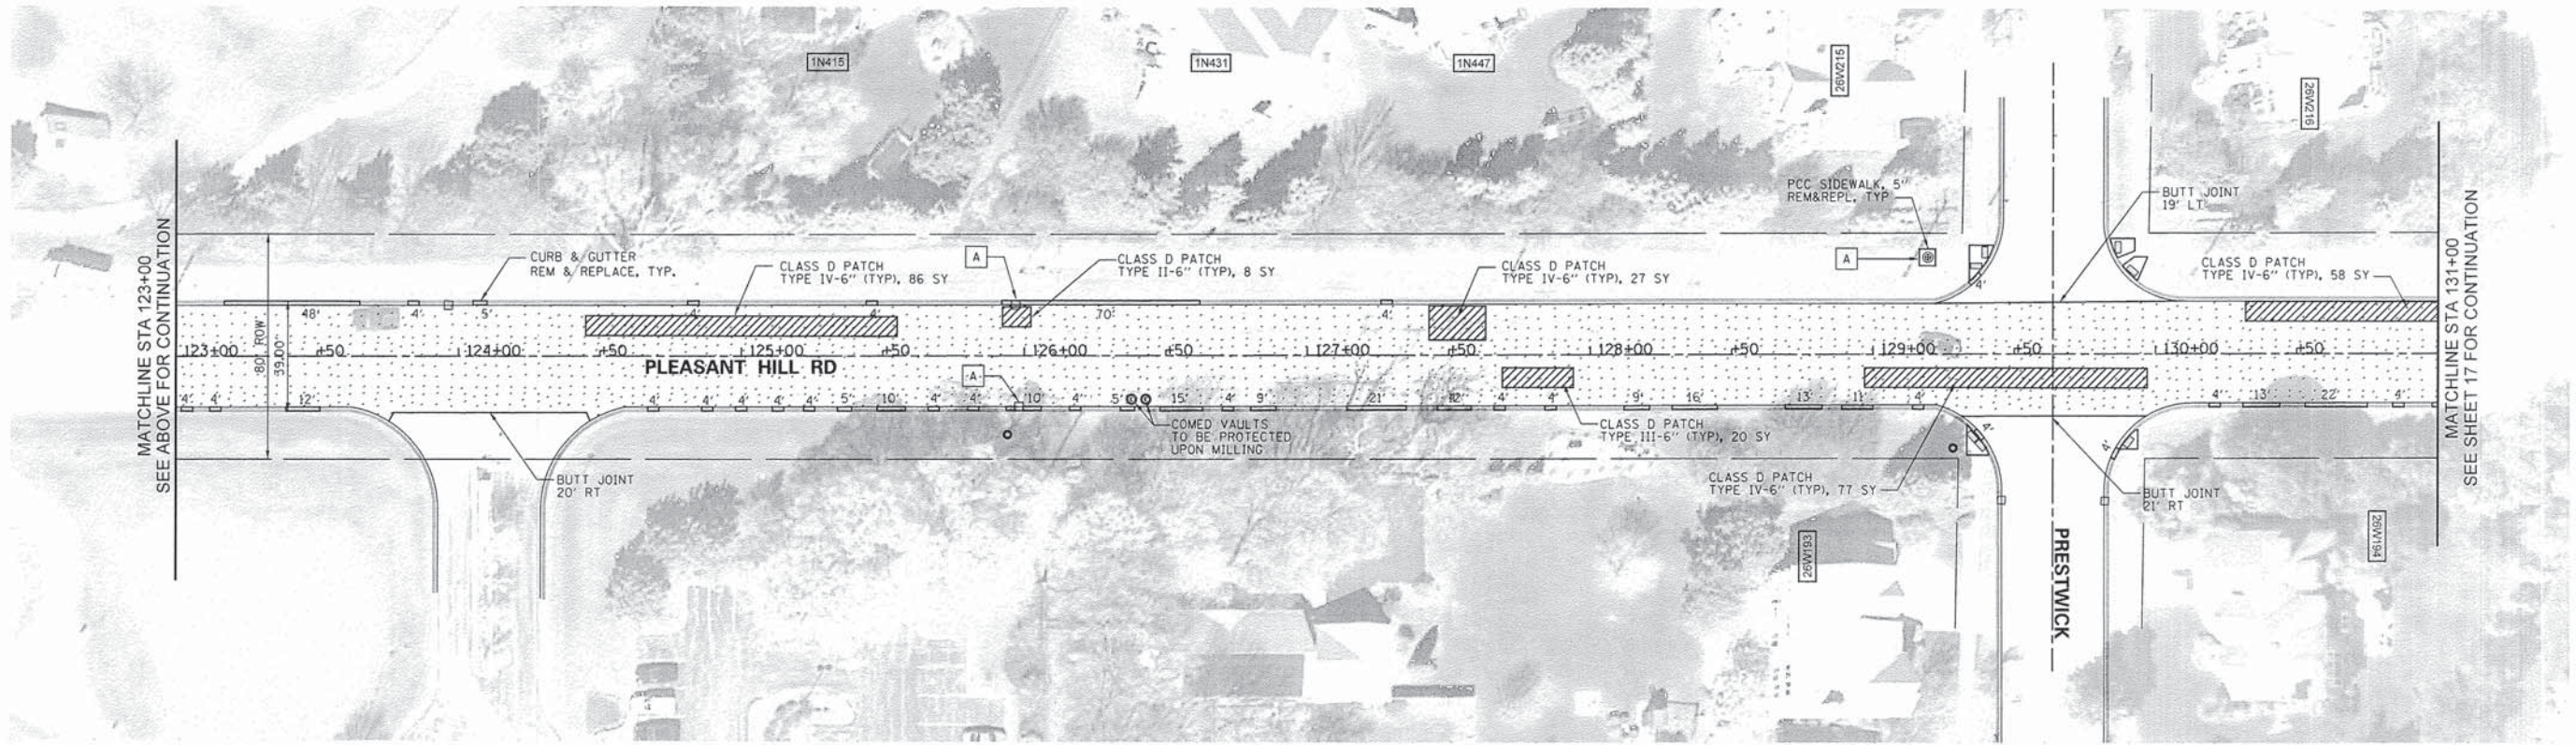 1N415
1N431
1N447
26W215
26W216
PCC SIDEWALK, 5"
REM&REPL, TYP
BUTT JOINT
19' LT
MATCHLINE STA 123+00
SEE ABOVE FOR CONTINUATION
80' ROW
39.00'
CURB & GUTTER
REM & REPLACE, TYP.
CLASS D PATCH
TYPE IV-6" (TYP), 86 SY
A
CLASS D PATCH
TYPE II-6" (TYP), 8 SY
CLASS D PATCH
TYPE IV-6" (TYP), 27 SY
A
4'
CLASS D PATCH
TYPE IV-6" (TYP), 58 SY
MATCHLINE STA 131+00
SEE SHEET 17 FOR CONTINUATION
48' 4' 5' 4' 4' 70' 4'
123+00 +50 124+00 +50 125+00 +50 126+00 +50 127+00 +50 128+00 +50 129+00 +50 130+00 +50
PLEASANT HILL RD
A
4' 4' 12' 4' 4' 4' 4' 5' 10' 4' 4' 10' 4' 5' 15' 4' 9' 21' 4' 4' 9' 16' 13' 11' 4' 4' 13' 22' 4'
COMED VAULTS
TO BE PROTECTED
UPON MILLING
CLASS D PATCH
TYPE III-6" (TYP), 20 SY
4'
4'
BUTT JOINT
20' RT
CLASS D PATCH
TYPE IV-6" (TYP), 77 SY
BUTT JOINT
21' RT
PRESTWICK
26W193
26W194